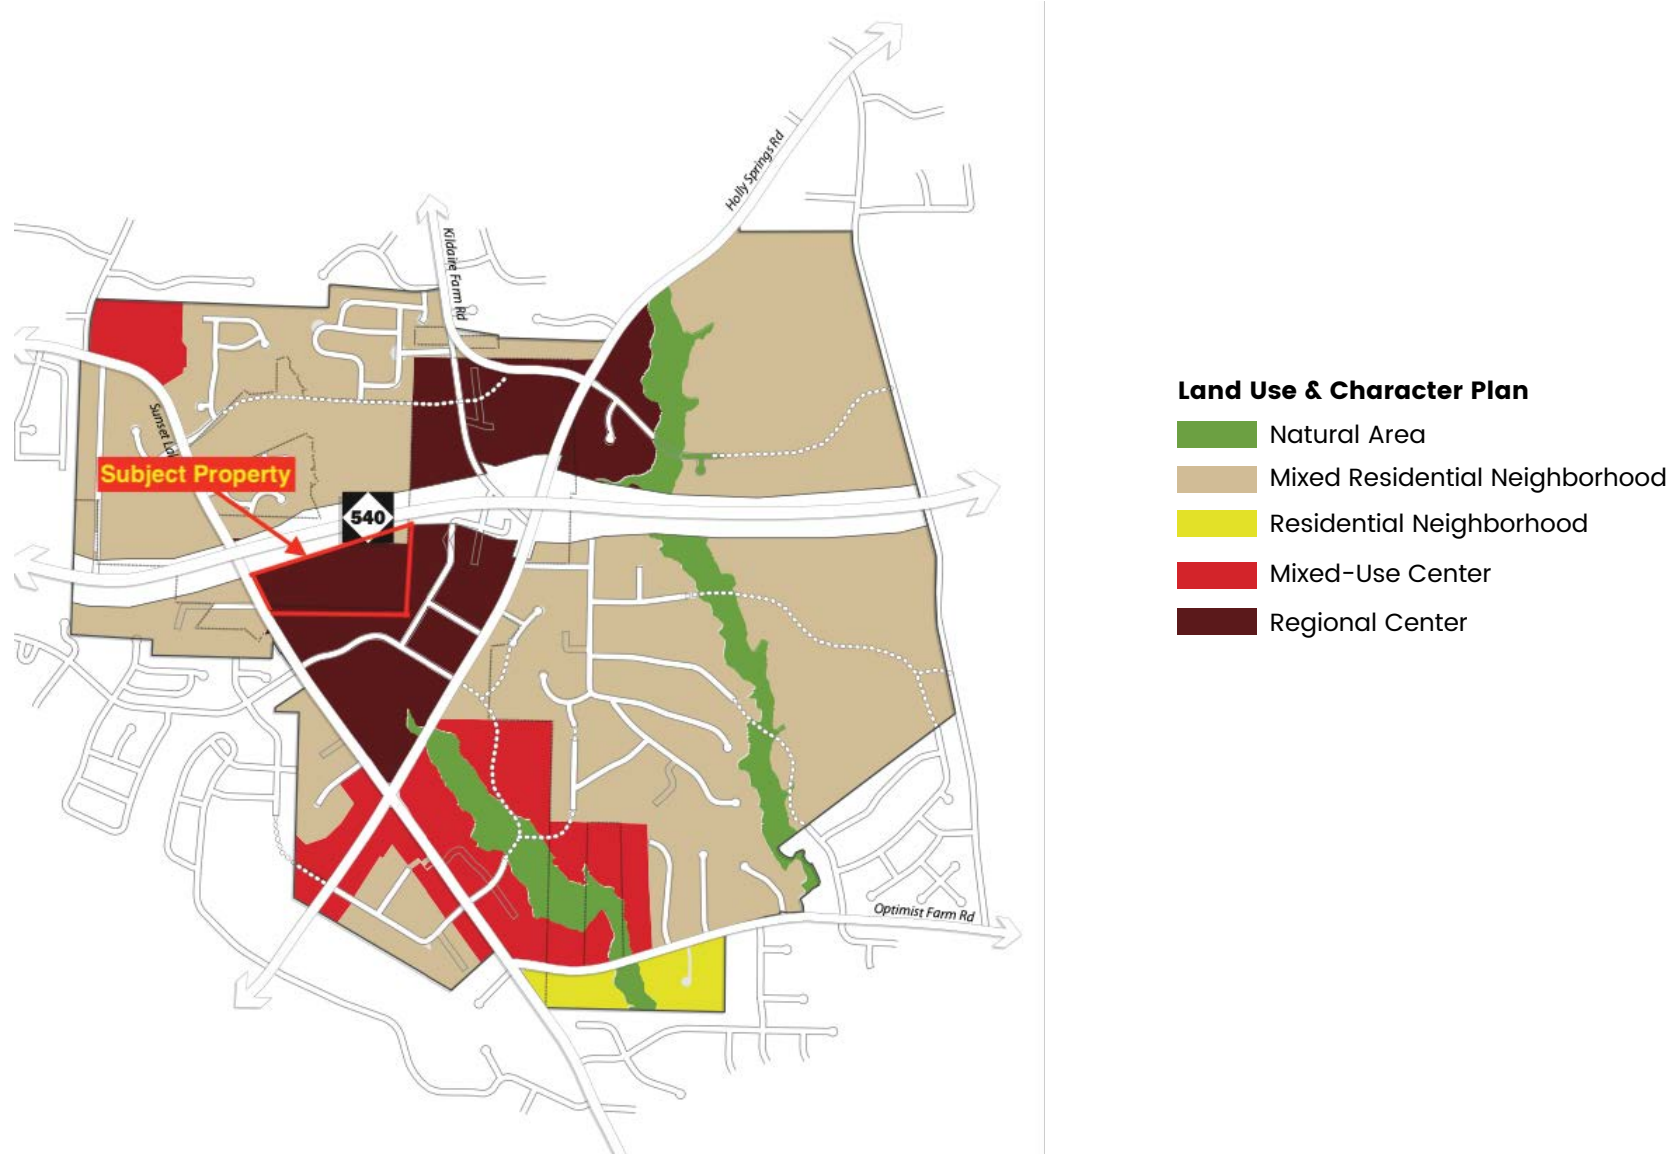 Holly Springs Rd
Kildaire Farm Rd
Sunset
Subject Property
540
Optimist Farm Rd
Land Use & Character Plan
Natural Area
Mixed Residential Neighborhood
Residential Neighborhood
Mixed-Use Center
Regional Center